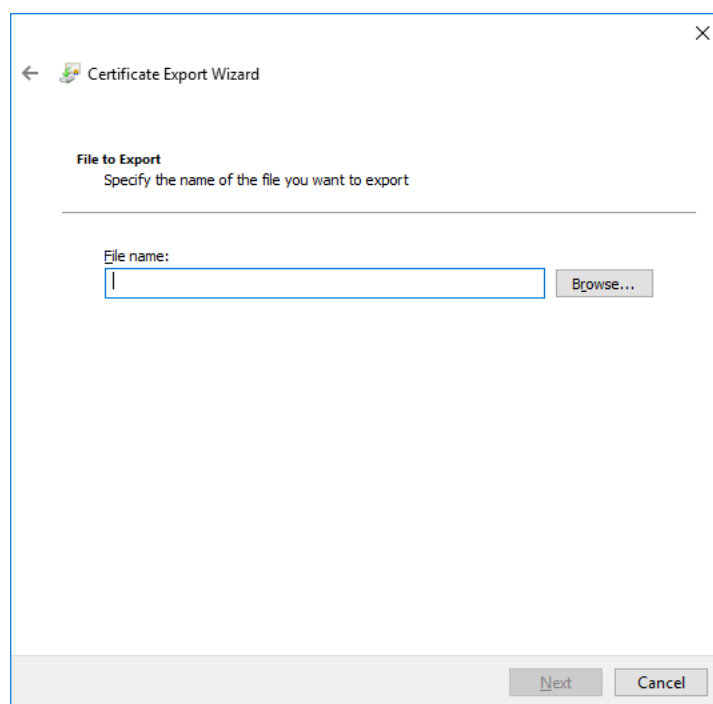 Certificate Export Wizard
File to Export
Specify the name of the file you want to export
File name:
Browse...
Next
Cancel